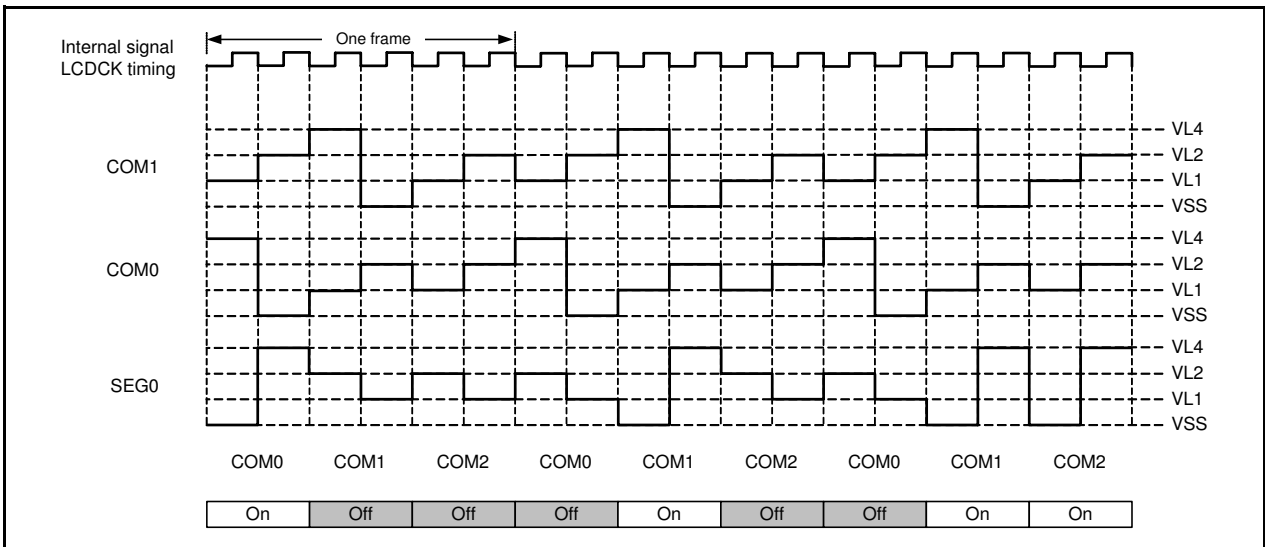 One frame
Internal signal
LCDCK timing
VL4
VL2
COM1
VL1
VSS
VL4
VL2
COM0
VL1
VSS
VL4
VL2
SEG0
VL1
VSS
COM0 COM1 COM2 COM0 COM1 COM2 COM0 COM1 COM2
On Off Off Off On Off Off On On